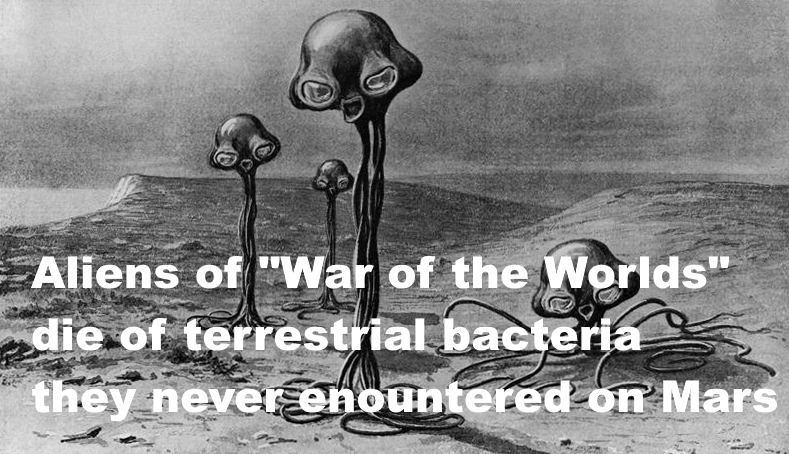 Aliens of "War of the Worlds"
die of terrestrial bacteria
they never enountered on Mars